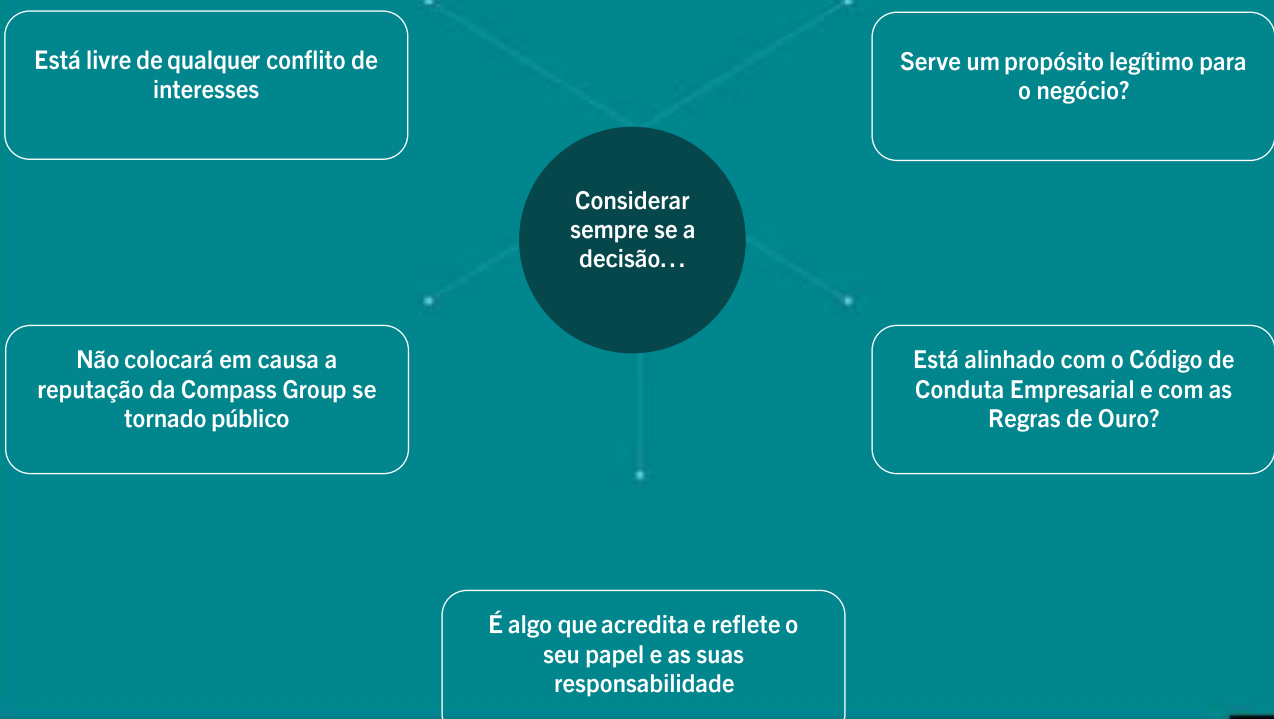 Está livre de qualquer conflito de
interesses
Serve um propósito legítimo para
o negócio?
Considerar
sempre se a
decisão...
Não colocará em causa a
reputação da Compass Group se
tornado público
Está alinhado com o Código de
Conduta Empresarial e com as
Regras de Ouro?
É algo que acredita e reflete o
seu papel e as suas
responsabilidade